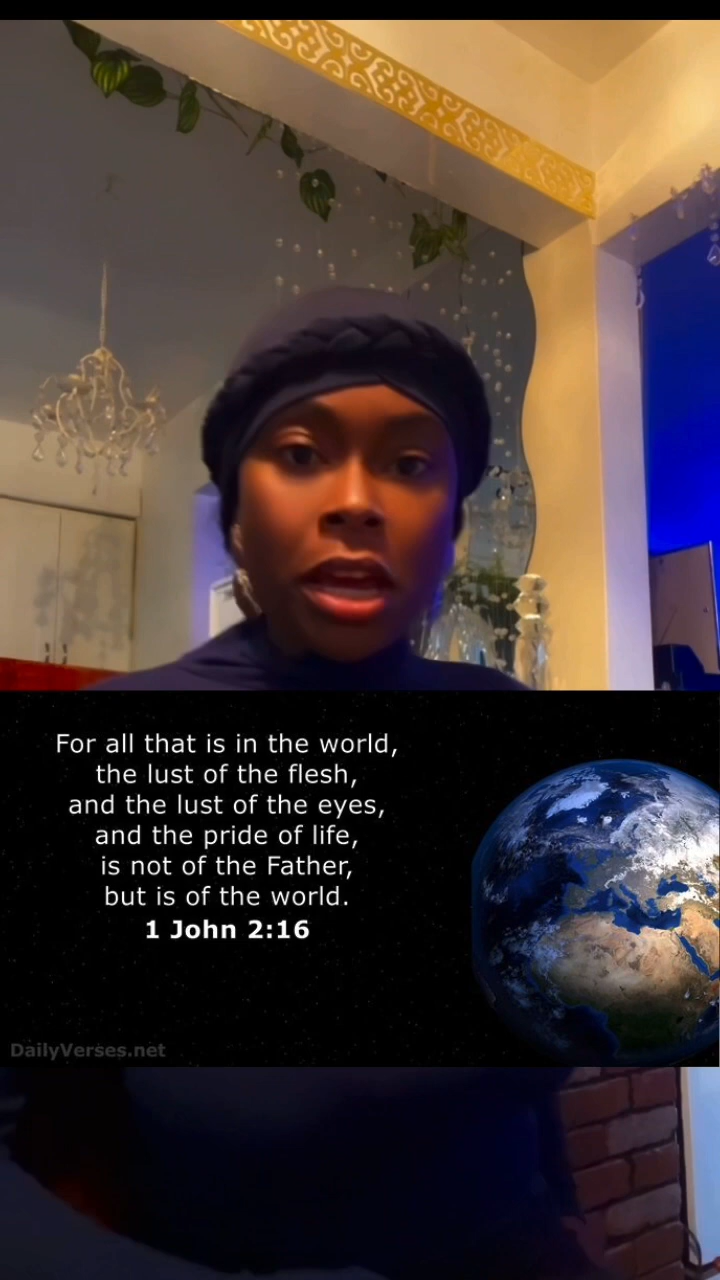 For all that is in the world,
the lust of the flesh,
and the lust of the eyes,
and the pride of life,
is not of the Father,
but is of the world.
1 John 2:16
DailyVerses.net